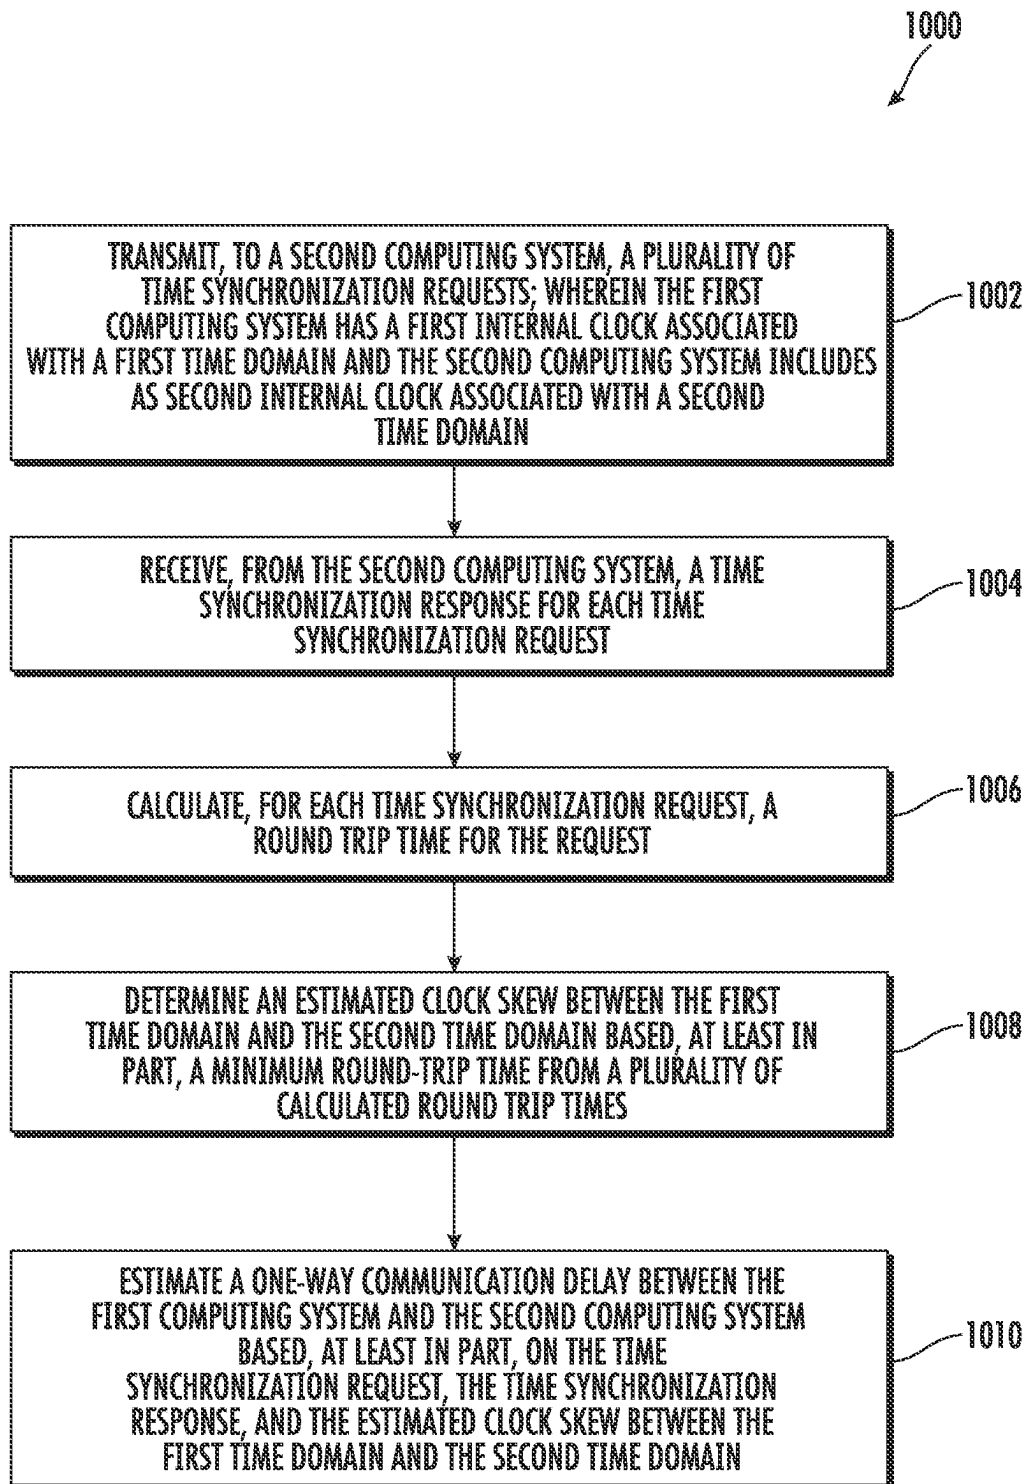 1000
TRANSMIT, TO A SECOND COMPUTING SYSTEM, A PLURALITY OF
TIME SYNCHRONIZATION REQUESTS; WHEREIN THE FIRST
COMPUTING SYSTEM HAS A FIRST INTERNAL CLOCK ASSOCIATED
WITH A FIRST TIME DOMAIN AND THE SECOND COMPUTING SYSTEM INCLUDES
AS SECOND INTERNAL CLOCK ASSOCIATED WITH A SECOND
TIME DOMAIN
1002
RECEIVE, FROM THE SECOND COMPUTING SYSTEM, A TIME
SYNCHRONIZATION RESPONSE FOR EACH TIME
SYNCHRONIZATION REQUEST
1004
CALCULATE, FOR EACH TIME SYNCHRONIZATION REQUEST, A
ROUND TRIP TIME FOR THE REQUEST
1006
DETERMINE AN ESTIMATED CLOCK SKEW BETWEEN THE FIRST
TIME DOMAIN AND THE SECOND TIME DOMAIN BASED, AT LEAST IN
PART, A MINIMUM ROUND-TRIP TIME FROM A PLURALITY OF
CALCULATED ROUND TRIP TIMES
1008
ESTIMATE A ONE-WAY COMMUNICATION DELAY BETWEEN THE
FIRST COMPUTING SYSTEM AND THE SECOND COMPUTING SYSTEM
BASED, AT LEAST IN PART, ON THE TIME
SYNCHRONIZATION REQUEST, THE TIME SYNCHRONIZATION
RESPONSE, AND THE ESTIMATED CLOCK SKEW BETWEEN THE
FIRST TIME DOMAIN AND THE SECOND TIME DOMAIN
1010